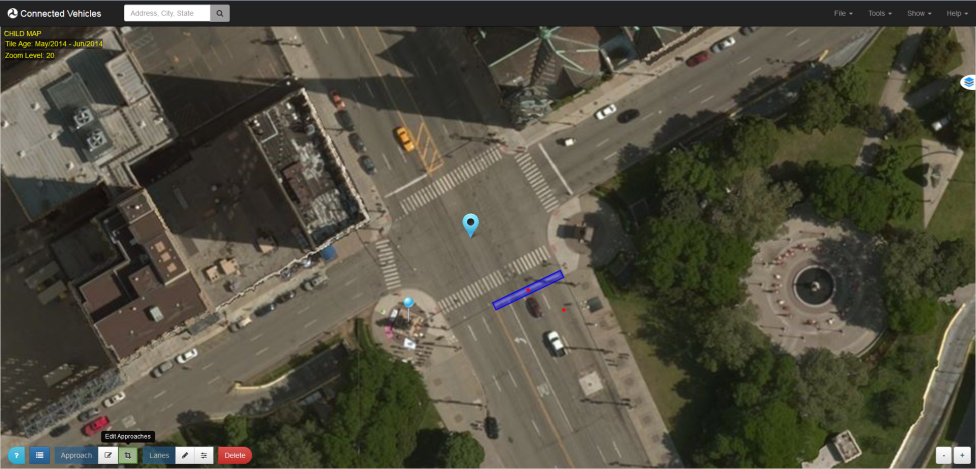 Connected Vehicles
Address, City, State
File
Tools
Show
Help
CHILD MAP
Tile Age: May/2014 - Jun/2014
Zoom Level: 20
Edit Approaches
?
Approach
Lanes
Delete
-
+